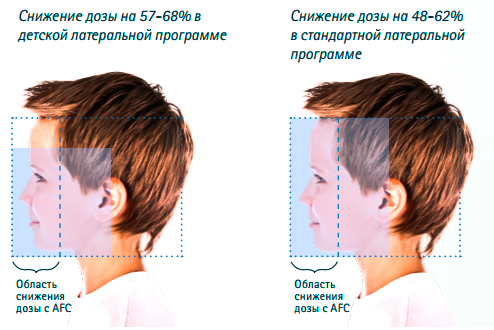 Снижение дозы на 57-68% в
детской латеральной программе
Снижение дозы на 48-62%
в стандартной латеральной
программе
Область
снижения
дозы с AFC
Область
снижения
дозы с AFC